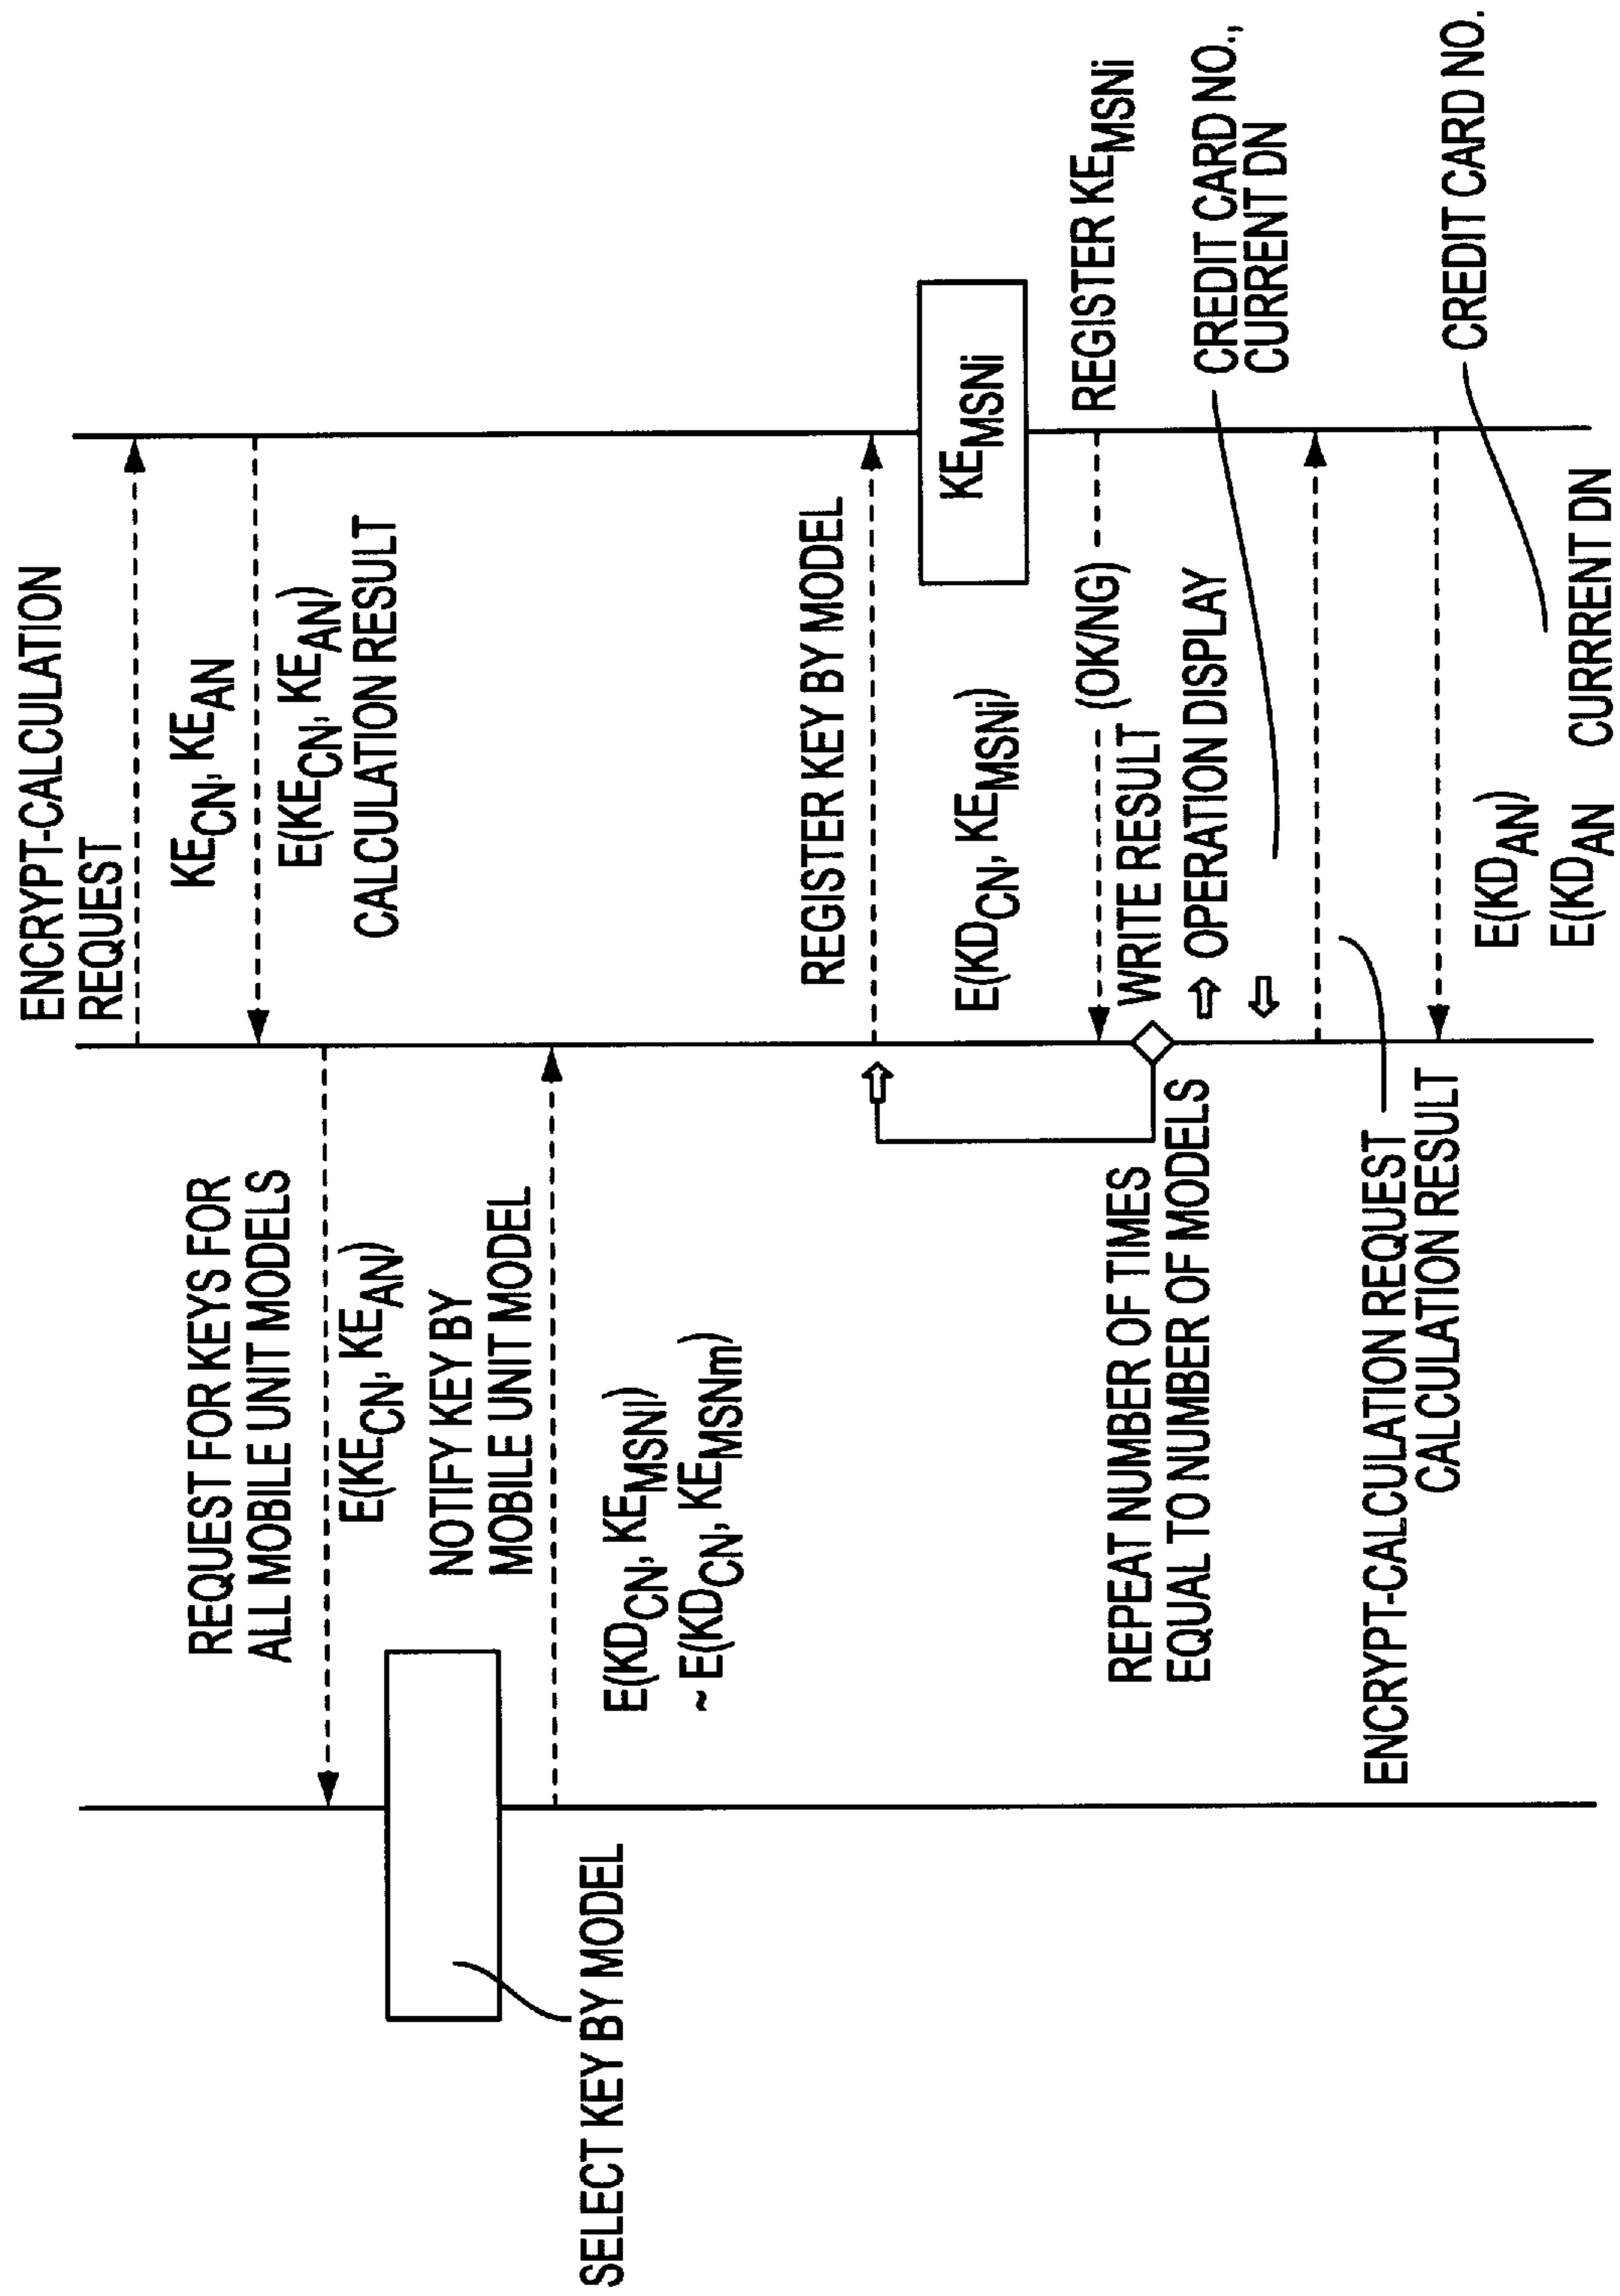 ENCRYPT-CALCULATION
REQUEST
KE_CN, KE_AN
E(KE_CN, KE_AN)
CALCULATION RESULT
REQUEST FOR KEYS FOR
ALL MOBILE UNIT MODELS
E(KE_CN, KE_AN)
NOTIFY KEY BY
MOBILE UNIT MODEL
SELECT KEY BY MODEL
E(KD_CN, KE_MSNl)
~ E(KD_CN, KE_MSNm)
REGISTER KEY BY MODEL
E(KD_CN, KE_MSNi)
KE_MSNi
REGISTER KE_MSNi
(OK/NG)
WRITE RESULT
REPEAT NUMBER OF TIMES
EQUAL TO NUMBER OF MODELS
⇨ OPERATION DISPLAY
⇦
CREDIT CARD NO.,
CURRENT DN
ENCRYPT-CALCULATION REQUEST
CALCULATION RESULT
CREDIT CARD NO.
E(KD_AN)
E(KD_AN CURRENT DN